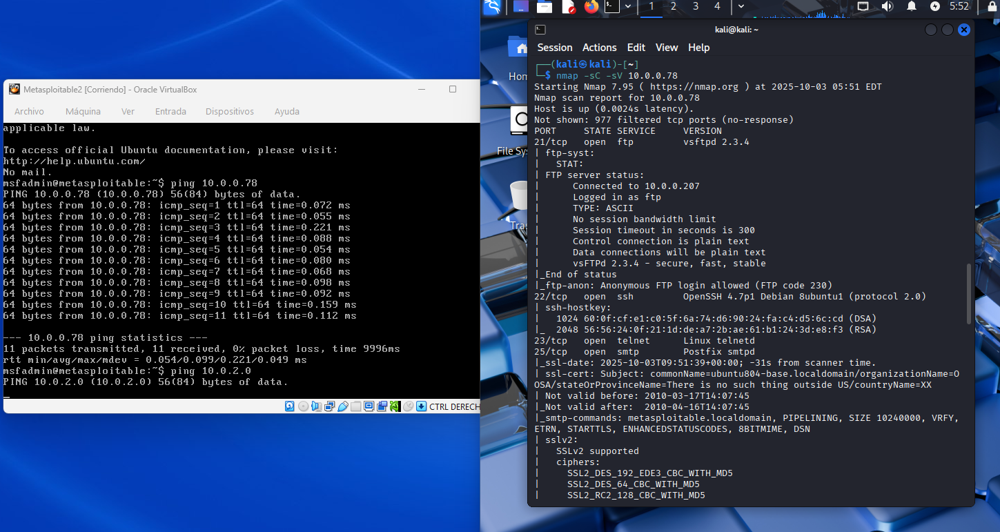 Metasploitable2 [Corriendo] - Oracle VirtualBox
Archivo Máquina Ver Entrada Dispositivos Ayuda
applicable law.
To access official Ubuntu documentation, please visit:
http://help.ubuntu.com/
No mail.
msfadmin@metasploitable:~$ ping 10.0.0.78
PING 10.0.0.78 (10.0.0.78) 56(84) bytes of data.
64 bytes from 10.0.0.78: icmp_seq=1 ttl=64 time=0.072 ms
64 bytes from 10.0.0.78: icmp_seq=2 ttl=64 time=0.055 ms
64 bytes from 10.0.0.78: icmp_seq=3 ttl=64 time=0.221 ms
64 bytes from 10.0.0.78: icmp_seq=4 ttl=64 time=0.088 ms
64 bytes from 10.0.0.78: icmp_seq=5 ttl=64 time=0.054 ms
64 bytes from 10.0.0.78: icmp_seq=6 ttl=64 time=0.080 ms
64 bytes from 10.0.0.78: icmp_seq=7 ttl=64 time=0.068 ms
64 bytes from 10.0.0.78: icmp_seq=8 ttl=64 time=0.098 ms
64 bytes from 10.0.0.78: icmp_seq=9 ttl=64 time=0.092 ms
64 bytes from 10.0.0.78: icmp_seq=10 ttl=64 time=0.159 ms
64 bytes from 10.0.0.78: icmp_seq=11 ttl=64 time=0.112 ms
--- 10.0.0.78 ping statistics ---
11 packets transmitted, 11 received, 0% packet loss, time 9996ms
rtt min/avg/max/mdev = 0.054/0.099/0.221/0.049 ms
msfadmin@metasploitable:~$ ping 10.0.2.0
PING 10.0.2.0 (10.0.2.0) 56(84) bytes of data.
CTRL DERECH
1 2 3 4 5:52
Hom
File Sys
Tras
kali@kali: ~
Session Actions Edit View Help
┌──(kali㉿kali)-[~]
└─$ nmap -sC -sV 10.0.0.78
Starting Nmap 7.95 ( https://nmap.org ) at 2025-10-03 05:51 EDT
Nmap scan report for 10.0.0.78
Host is up (0.0024s latency).
Not shown: 977 filtered tcp ports (no-response)
PORT STATE SERVICE VERSION
21/tcp open ftp vsftpd 2.3.4
| ftp-syst:
| STAT:
| FTP server status:
| Connected to 10.0.0.207
| Logged in as ftp
| TYPE: ASCII
| No session bandwidth limit
| Session timeout in seconds is 300
| Control connection is plain text
| Data connections will be plain text
| vsFTPd 2.3.4 - secure, fast, stable
|_End of status
|_ftp-anon: Anonymous FTP login allowed (FTP code 230)
22/tcp open ssh OpenSSH 4.7p1 Debian 8ubuntu1 (protocol 2.0)
| ssh-hostkey:
| 1024 60:0f:cf:e1:c0:5f:6a:74:d6:90:24:fa:c4:d5:6c:cd (DSA)
|_ 2048 56:56:24:0f:21:1d:de:a7:2b:ae:61:b1:24:3d:e8:f3 (RSA)
23/tcp open telnet Linux telnetd
25/tcp open smtp Postfix smtpd
|_ssl-date: 2025-10-03T09:51:39+00:00; -31s from scanner time.
| ssl-cert: Subject: commonName=ubuntu804-base.localdomain/organizationName=O
OSA/stateOrProvinceName=There is no such thing outside US/countryName=XX
| Not valid before: 2010-03-17T14:07:45
|_Not valid after: 2010-04-16T14:07:45
|_smtp-commands: metasploitable.localdomain, PIPELINING, SIZE 10240000, VRFY,
ETRN, STARTTLS, ENHANCEDSTATUSCODES, 8BITMIME, DSN
| sslv2:
| SSLv2 supported
| ciphers:
| SSL2_DES_192_EDE3_CBC_WITH_MD5
| SSL2_DES_64_CBC_WITH_MD5
| SSL2_RC2_128_CBC_WITH_MD5